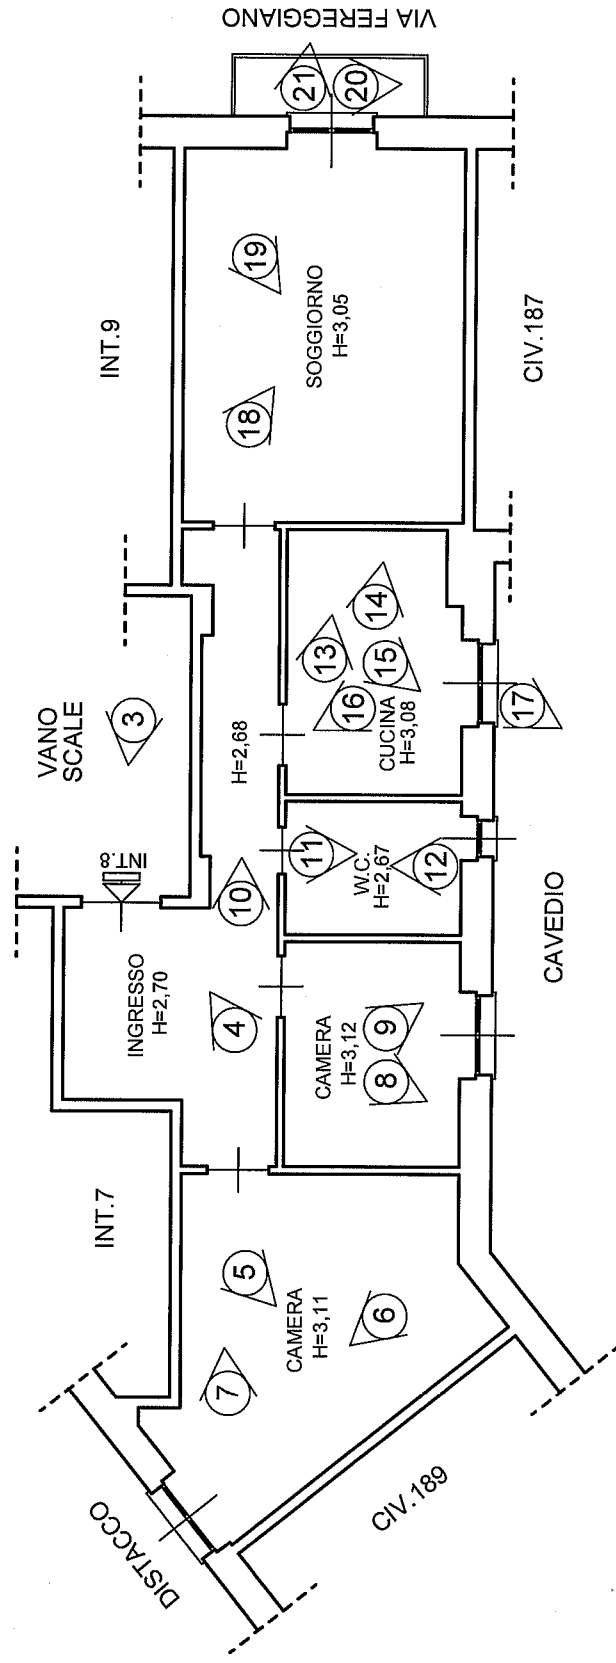 VIA FEREGGIANO
21
20
INT.9
19
18
SOGGIORNO
H=3,05
CIV.187
VANO
SCALE
3
H=2,68
13
14
15
16
CUCINA
H=3,08
17
INT.8
10
11
W.C.
H=2,67
12
CAVEDIO
INGRESSO
H=2,70
4
CAMERA
H=3,12
8
9
INT.7
5
CAMERA
H=3,11
6
7
DISTACCO
CIV.189